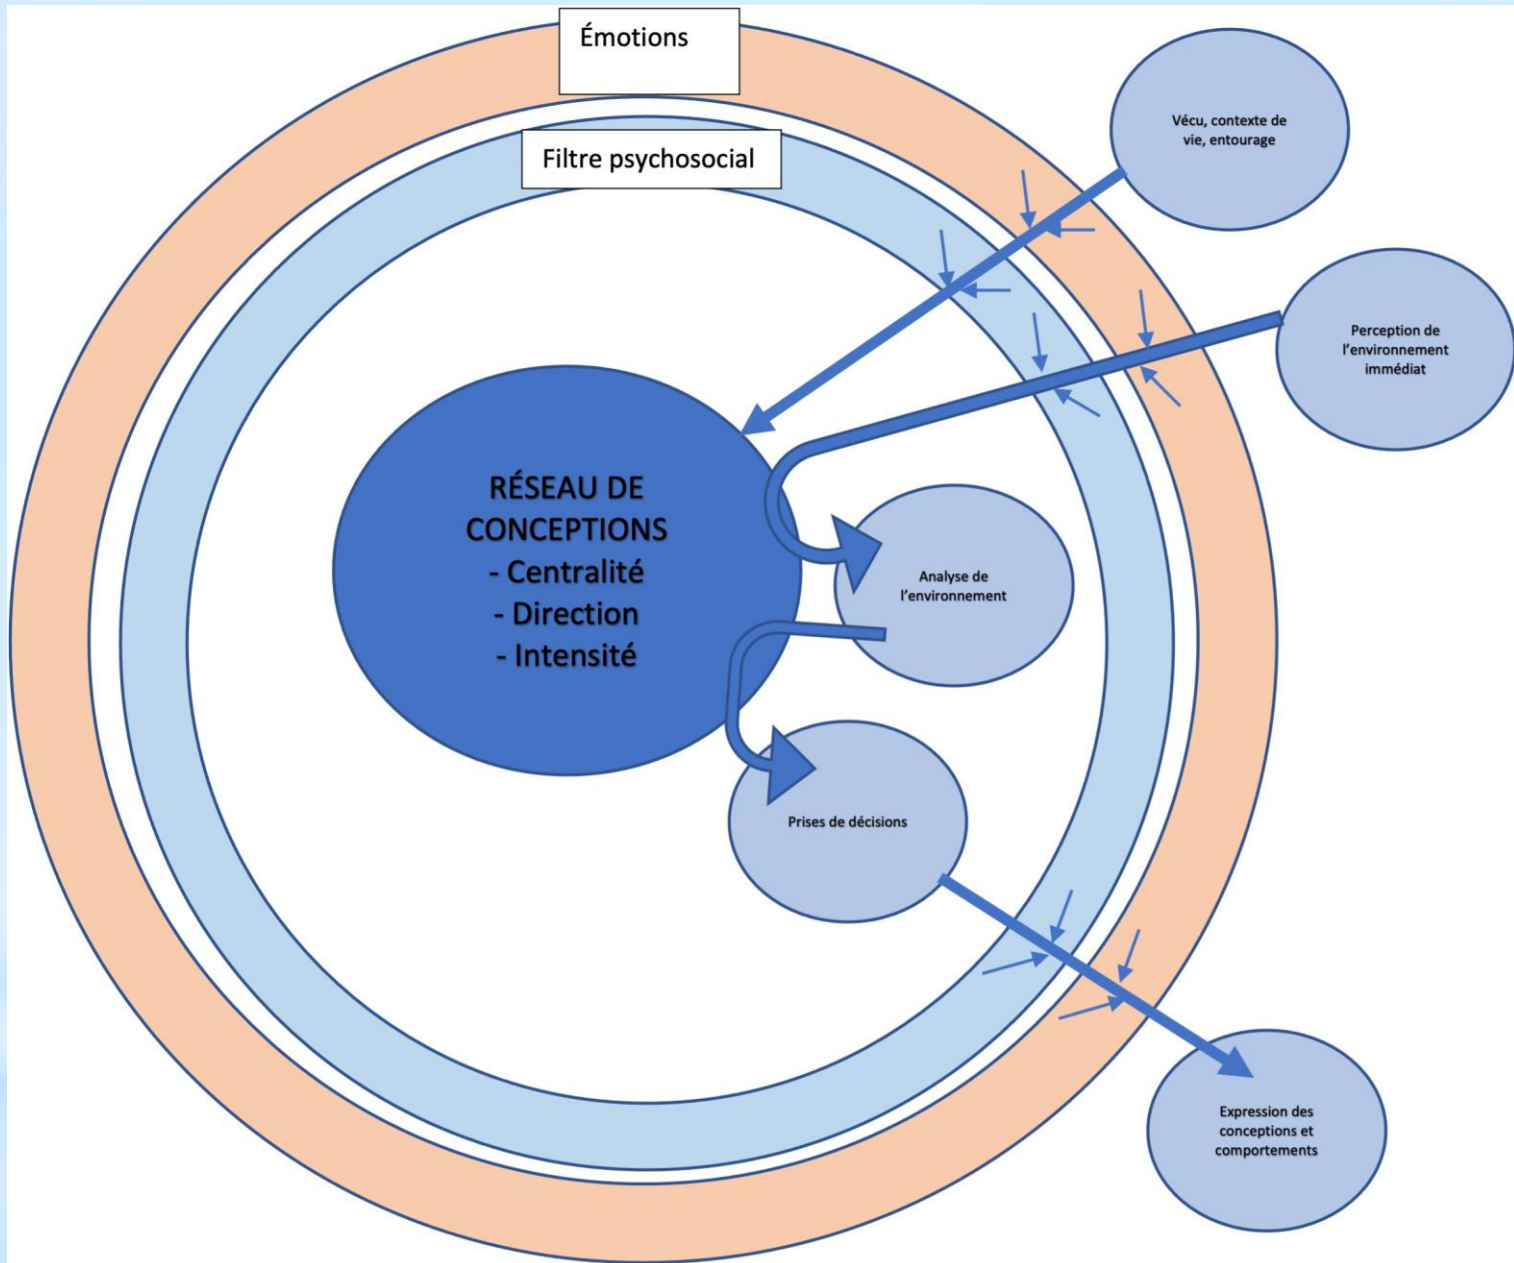 Émotions
Vécu, contexte de
vie, entourage
Filtre psychosocial
Perception de
l’environnement
immédiat
RÉSEAU DE
CONCEPTIONS
- Centralité
- Direction
- Intensité
Analyse de
l’environnement
Prises de décisions
Expression des
conceptions et
comportements